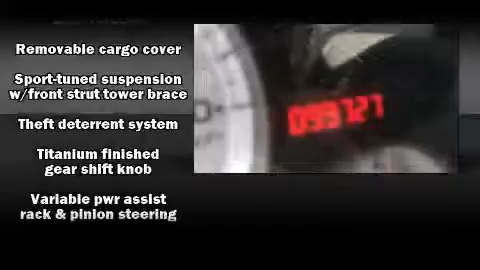 Removable cargo cover
Sport-tuned suspension
w/front strut tower brace
Theft deterrent system
Titanium finished
gear shift knob
Variable pwr assist
rack & pinion steering